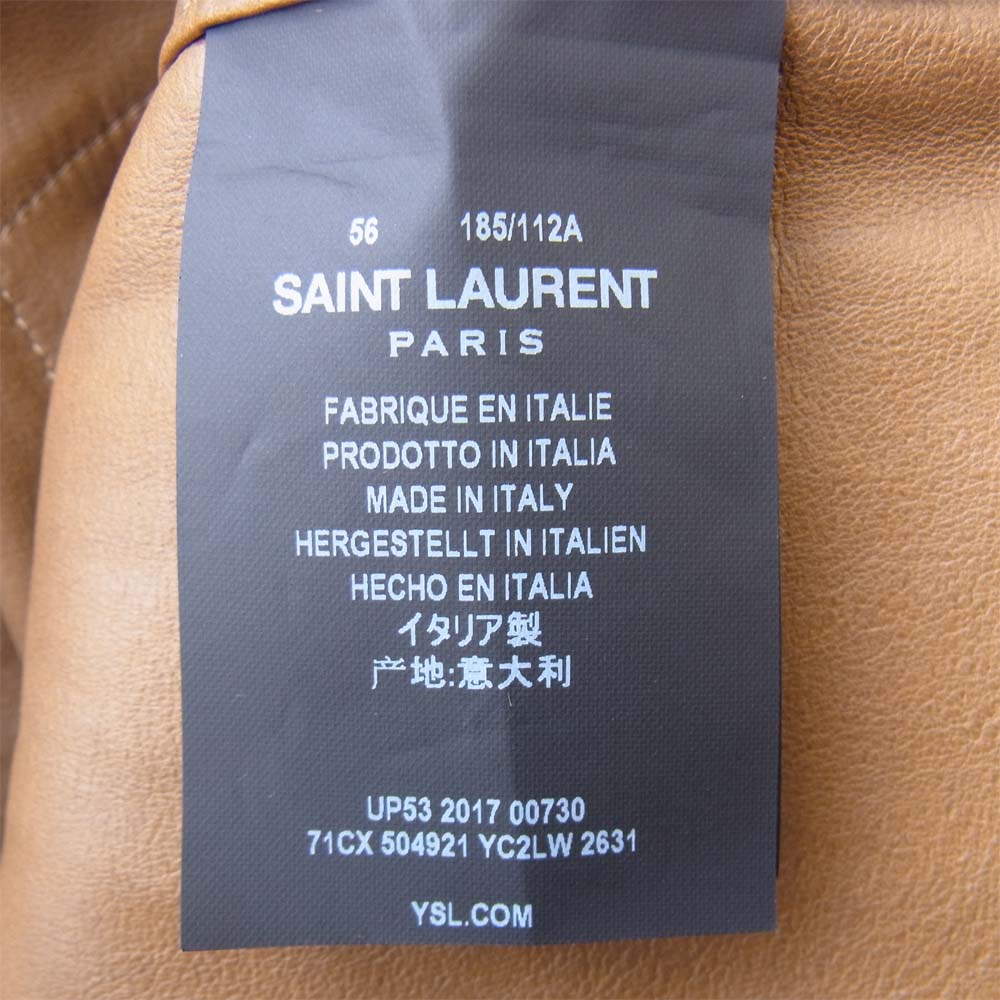 56 185/112A
SAINT LAURENT
PARIS
FABRIQUE EN ITALIE
PRODOTTO IN ITALIA
MADE IN ITALY
HERGESTELLT IN ITALIEN
HECHO EN ITALIA
イタリア製
产地:意大利
UP53 2017 00730
71CX 504921 YC2LW 2631
YSL.COM